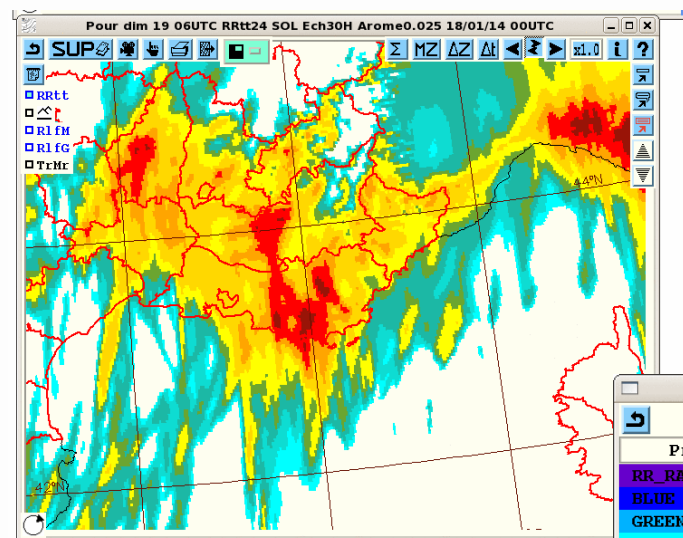 Pour dim 19 06UTC RRtt24 SOL Ech30H Arome0.025 18/01/14 00UTC
SUP Σ MZ ΔZ Δt x1.0 i ?
RRtt
RlfM
RlfG
TrMr
44°N
42°N
RR_RA
BLUE
GREEN